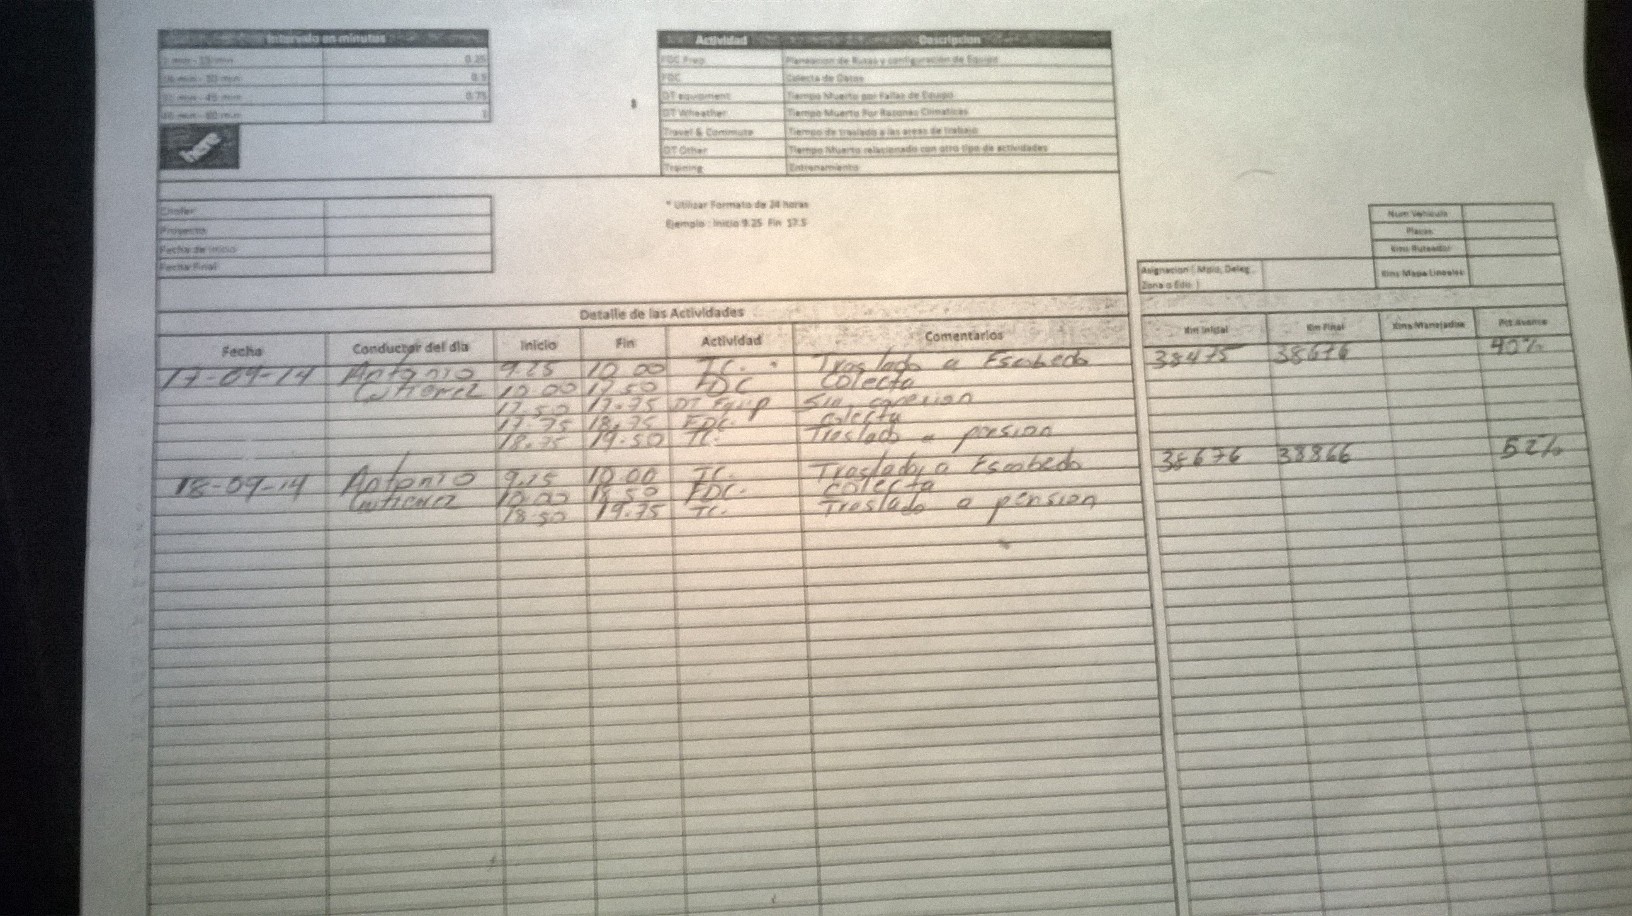 Intervalo en minutos
1 min - 15 min 0.25
16 min - 30 min 0.5
31 min - 45 min 0.75
46 min - 60 min 1
here
Actividad Descripcion
FDC Prep Planeacion de Rutas y configuración de Equipo
FDC Colecta de Datos
DT equipment Tiempo Muerto por Fallas de Equipo
DT Wheather Tiempo Muerto Por Razones Climaticas
Travel & Commute Tiempo de traslado a las areas de trabajo
DT Other Tiempo Muerto relacionado con otro tipo de actividades
Training Entrenamiento
Chofer
Proyecto
Fecha de Inicio
Fecha Final
* Utilizar Formato de 24 horas
Ejemplo : Inicio 9.25 Fin 17.5
Num Vehiculo
Placas
Kms Ruteados
Asignacion ( Mpio, Deleg, Kms Mapa Lineales
Zona o Edo )
Detalle de las Actividades
Fecha Conductor del dia Inicio Fin Actividad Comentarios Km Inicial Km Final Kms Manejados Pct Avance
17-09-14 Antonio 9.25 10.00 TC. Traslado a Escobedo 38475 38676 40%
Gutierrez 10.00 17.50 FDC Colecta
17.50 17.75 DT Equip Sin conexion
17.75 18.75 FDC. Colecta
18.75 19.50 TC. Traslado a pension
18-09-14 Antonio 9.25 10.00 TC. Traslado a Escobedo 38676 38866 52%
Gutierrez 10.00 18.50 FDC. Colecta
18.50 19.75 TC. Traslado a pension